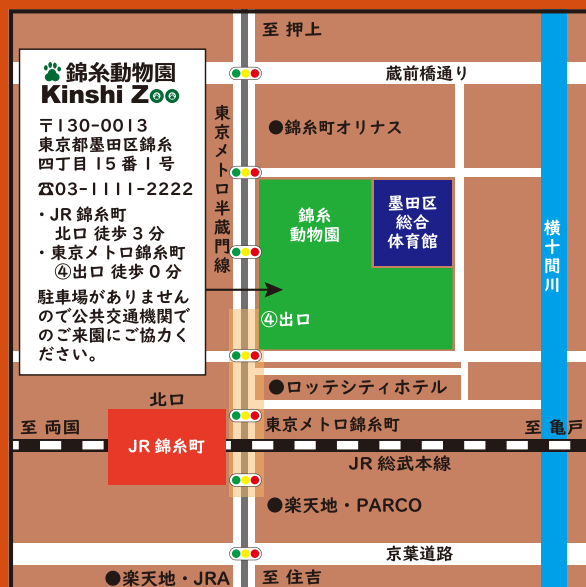 至 押上
蔵前橋通り
錦糸動物園
Kinshi Zoo
〒130-0013
東京都墨田区錦糸
四丁目 15 番 1 号
☎03-1111-2222
・JR 錦糸町
北口 徒歩 3 分
・東京メトロ錦糸町
④出口 徒歩 0 分
駐車場がありません
ので公共交通機関で
のご来園にご協力く
ださい。
東京メトロ半蔵門線
●錦糸町オリナス
錦糸
動物園
墨田区
総合
体育館
横十間川
④出口
●ロッテシティホテル
北口
至 両国
JR 錦糸町
東京メトロ錦糸町
至 亀戸
JR 総武本線
●楽天地・PARCO
京葉道路
●楽天地・JRA
至 住吉